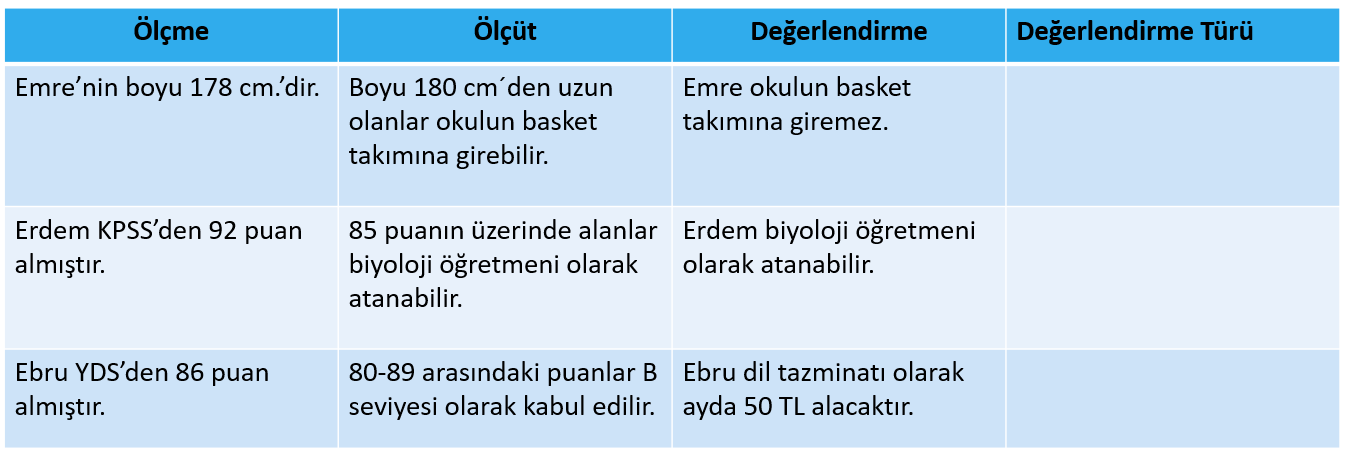 Ölçme
Ölçüt
Değerlendirme
Değerlendirme Türü
Emre’nin boyu 178 cm.’dir.
Boyu 180 cm´den uzun
olanlar okulun basket
takımına girebilir.
Emre okulun basket
takımına giremez.
Erdem KPSS’den 92 puan
almıştır.
85 puanın üzerinde alanlar
biyoloji öğretmeni olarak
atanabilir.
Erdem biyoloji öğretmeni
olarak atanabilir.
Ebru YDS’den 86 puan
almıştır.
80-89 arasındaki puanlar B
seviyesi olarak kabul edilir.
Ebru dil tazminatı olarak
ayda 50 TL alacaktır.